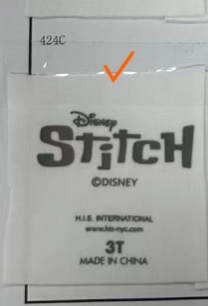 424C
Disney
Stitch
©DISNEY
H.I.S. INTERNATIONAL
www.his-nyc.com
3T
MADE IN CHINA